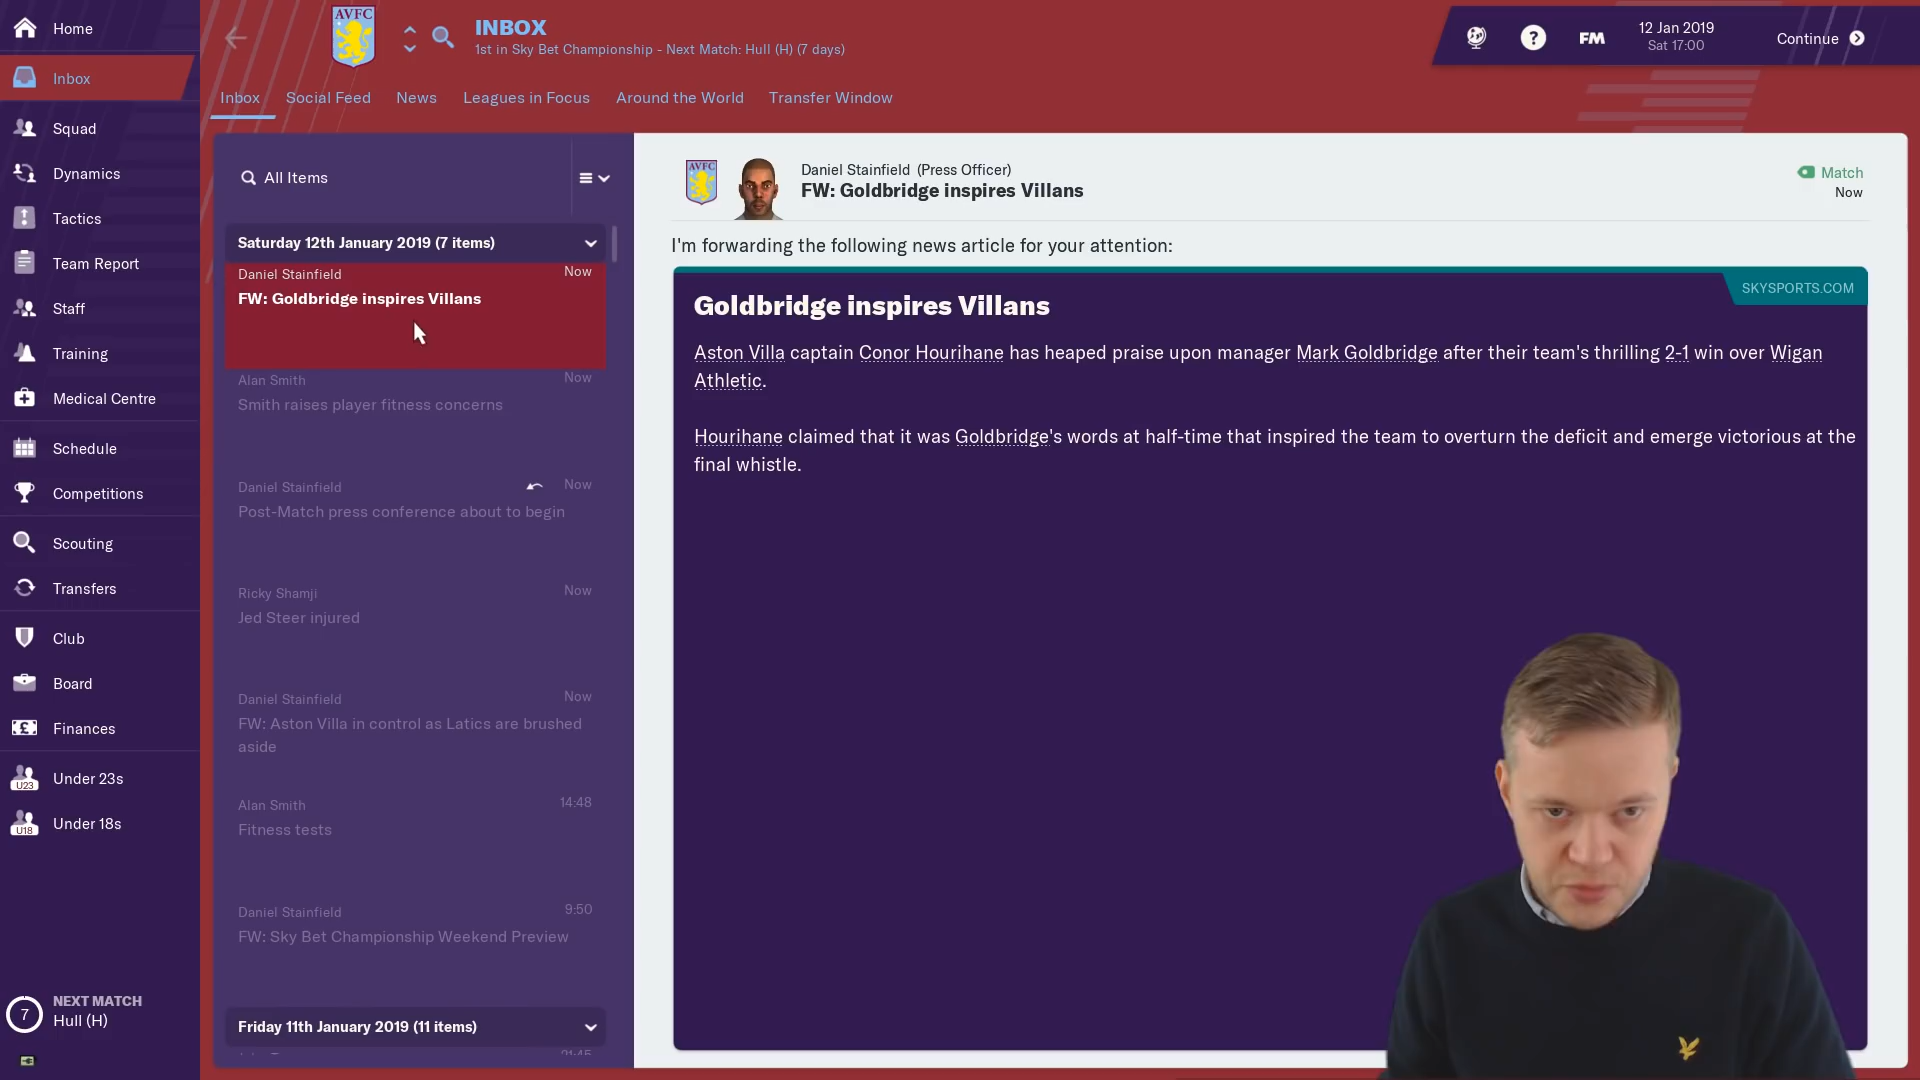 Home
Inbox
Squad
Dynamics
Tactics
Team Report
Staff
Training
Medical Centre
Schedule
Competitions
Scouting
Transfers
Club
Board
Finances
U23
Under 23s
U18
Under 18s
7
NEXT MATCH
Hull (H)
AVFC
INBOX
1st in Sky Bet Championship - Next Match: Hull (H) (7 days)
?
FM
12 Jan 2019
Sat 17:00
Continue
Inbox
Social Feed
News
Leagues in Focus
Around the World
Transfer Window
All Items
Saturday 12th January 2019 (7 items)
Daniel Stainfield
Now
FW: Goldbridge inspires Villans
Alan Smith
Now
Smith raises player fitness concerns
Daniel Stainfield
Now
Post-Match press conference about to begin
Ricky Shamji
Now
Jed Steer injured
Daniel Stainfield
Now
FW: Aston Villa in control as Latics are brushed
aside
Alan Smith
14:48
Fitness tests
Daniel Stainfield
9:50
FW: Sky Bet Championship Weekend Preview
Friday 11th January 2019 (11 items)
AVFC
Daniel Stainfield (Press Officer)
FW: Goldbridge inspires Villans
Match
Now
I'm forwarding the following news article for your attention:
SKYSPORTS.COM
Goldbridge inspires Villans
Aston Villa captain Conor Hourihane has heaped praise upon manager Mark Goldbridge after their team's thrilling 2-1 win over Wigan
Athletic.
Hourihane claimed that it was Goldbridge's words at half-time that inspired the team to overturn the deficit and emerge victorious at the
final whistle.